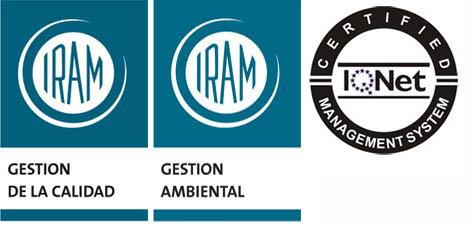 IRAM
GESTION
DE LA CALIDAD
IRAM
GESTION
AMBIENTAL
CERTIFIED
IQNet
MANAGEMENT SYSTEM